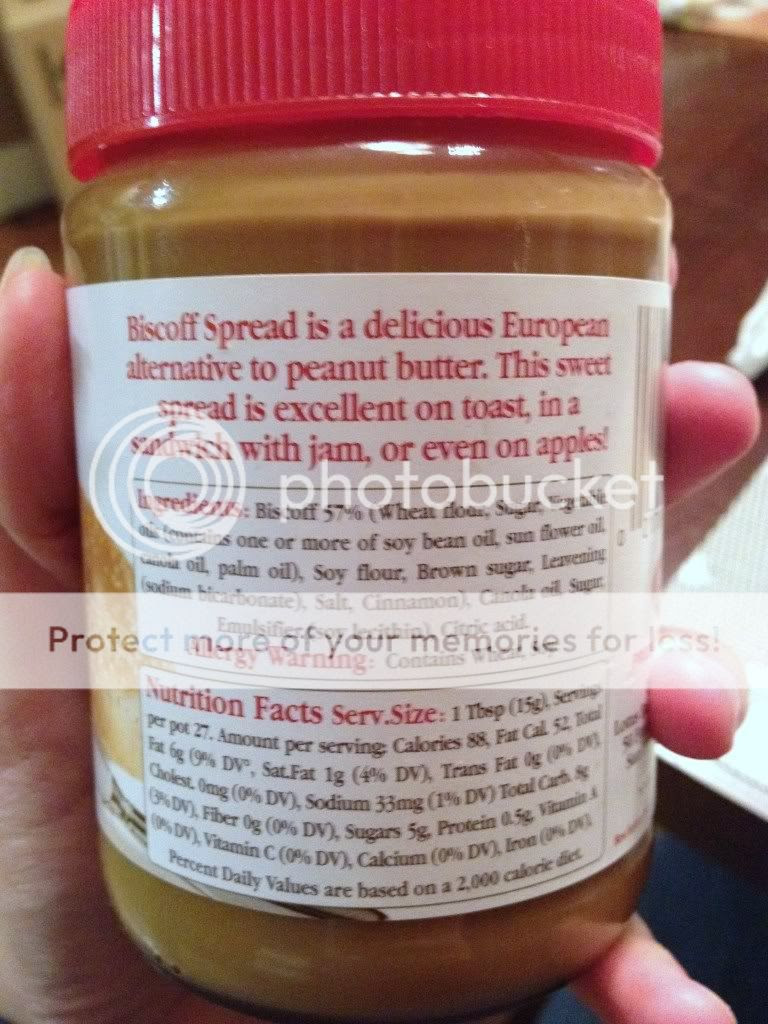 Biscoff Spread is a delicious European
alternative to peanut butter. This sweet
spread is excellent on toast, in a
sandwich with jam, or even on apples!
photobucket
Ingredients: Biscoff 57% (Wheat flour, Sugar, Vegetable
oils (contains one or more of soy bean oil, sun flower oil,
canola oil, palm oil), Soy flour, Brown sugar, Leavening
(sodium bicarbonate), Salt, Cinnamon), Canola oil, Sugar,
Emulsifier (soy lecithin), Citric acid.
Protect more of your memories for less!
Allergy Warning: Contains Wheat,
Nutrition Facts Serv.Size: 1 Tbsp (15g), Servings
per pot 27. Amount per serving: Calories 88, Fat Cal. 52, Total
Fat 6g (9% DV), Sat.Fat 1g (4% DV), Trans Fat 0g (0% DV),
Cholest. 0mg (0% DV), Sodium 33mg (1% DV) Total Carb. 8g
(3% DV), Fiber 0g (0% DV), Sugars 5g, Protein 0.5g, Vitamin A
(0% DV), Vitamin C (0% DV), Calcium (0% DV), Iron (0% DV),
Percent Daily Values are based on a 2,000 calorie diet.